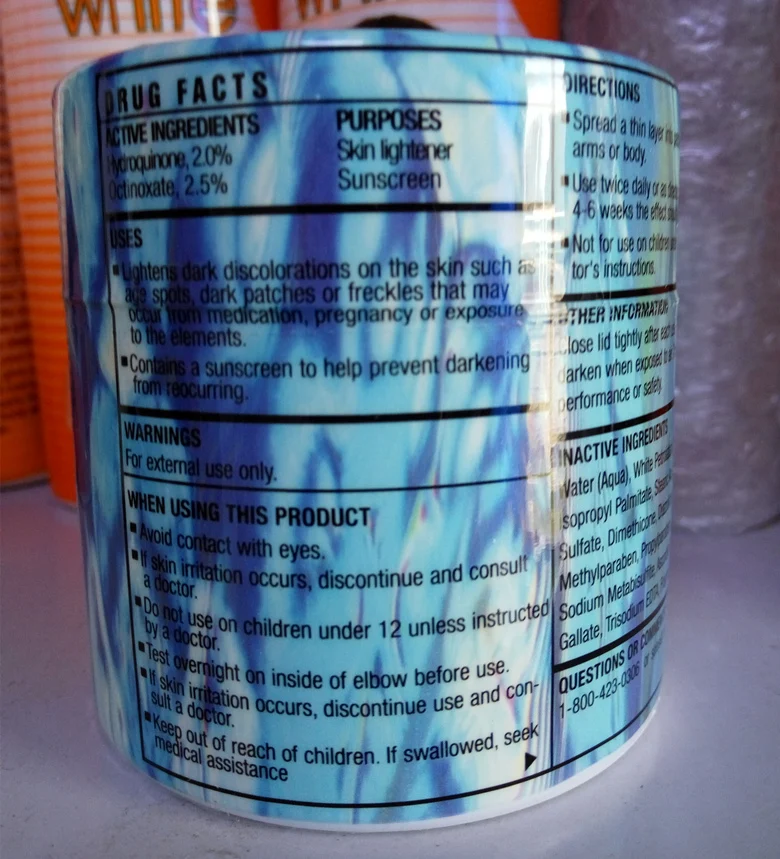 White
DRUG FACTS
ACTIVE INGREDIENTS PURPOSES
Hydroquinone, 2.0% Skin lightener
Octinoxate, 2.5% Sunscreen
USES
▪Lightens dark discolorations on the skin such as
age spots, dark patches or freckles that may
occur from medication, pregnancy or exposure
to the elements.
▪Contains a sunscreen to help prevent darkening
from reocurring.
WARNINGS
For external use only.
WHEN USING THIS PRODUCT
▪Avoid contact with eyes.
▪If skin irritation occurs, discontinue and consult
a doctor.
▪Do not use on children under 12 unless instructed
by a doctor.
▪Test overnight on inside of elbow before use.
▪If skin irritation occurs, discontinue use and con-
sult a doctor.
▪Keep out of reach of children. If swallowed, seek
medical assistance
DIRECTIONS
▪Spread a thin layer
arms or body.
▪Use twice daily or as
4-6 weeks the effect
▪Not for use on children
tor's instructions.
OTHER INFORMATION
Close lid tightly after each
darken when exposed to
performance or safety.
INACTIVE INGREDIENTS
Water (Aqua), White
Isopropyl Palmitate,
Sulfate, Dimethicone,
Methylparaben,
Sodium Metabisulfite,
Gallate, Trisodium EDTA,
QUESTIONS OR
1-800-423-0306 or